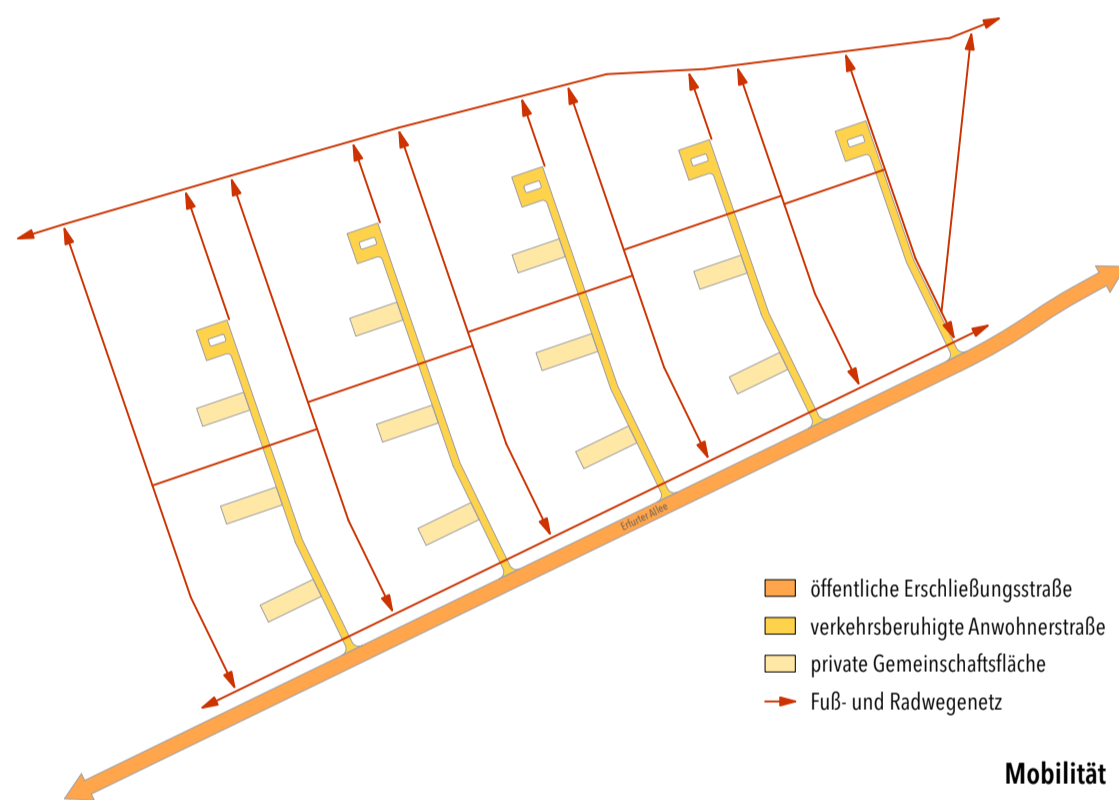 Erfurter Allee
öffentliche Erschließungsstraße
verkehrsberuhigte Anwohnerstraße
private Gemeinschaftsfläche
Fuß- und Radwegenetz
Mobilität